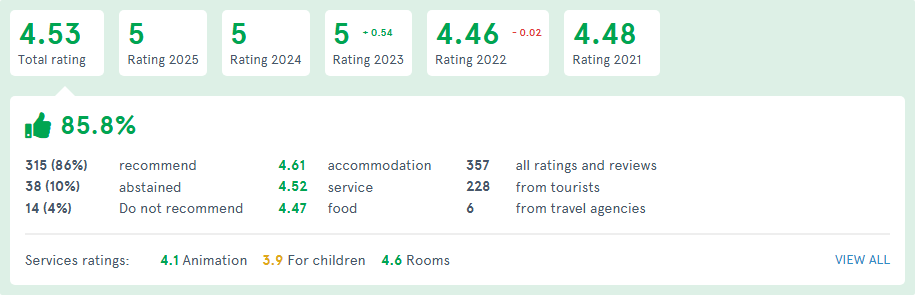 4.53 5 5 5 + 0.54 4.46 - 0.02 4.48
Total rating Rating 2025 Rating 2024 Rating 2023 Rating 2022 Rating 2021
85.8%
315 (86%) recommend 4.61 accommodation 357 all ratings and reviews
38 (10%) abstained 4.52 service 228 from tourists
14 (4%) Do not recommend 4.47 food 6 from travel agencies
Services ratings: 4.1 Animation 3.9 For children 4.6 Rooms VIEW ALL